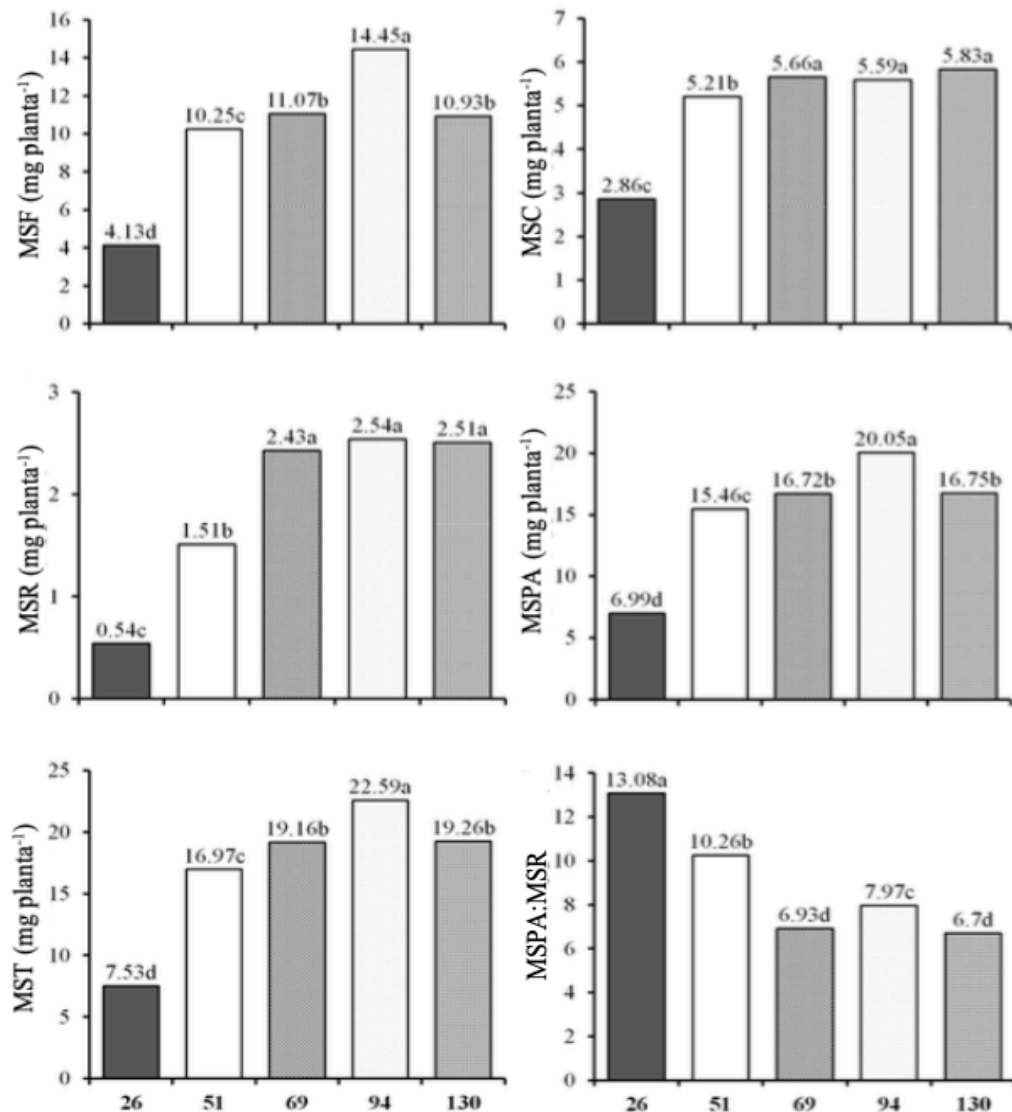 MSF (mg planta⁻¹)
16
14
12
10
8
6
4
2
0
4.13d
10.25c
11.07b
14.45a
10.93b
MSC (mg planta⁻¹)
7
6
5
4
3
2
1
0
2.86c
5.21b
5.66a
5.59a
5.83a
MSR (mg planta⁻¹)
3
2
1
0
0.54c
1.51b
2.43a
2.54a
2.51a
MSPA (mg planta⁻¹)
25
20
15
10
5
0
6.99d
15.46c
16.72b
20.05a
16.75b
MST (mg planta⁻¹)
25
20
15
10
5
0
7.53d
16.97c
19.16b
22.59a
19.26b
26 51 69 94 130
MSPA:MSR
14
12
10
8
6
4
2
0
13.08a
10.26b
6.93d
7.97c
6.7d
26 51 69 94 130